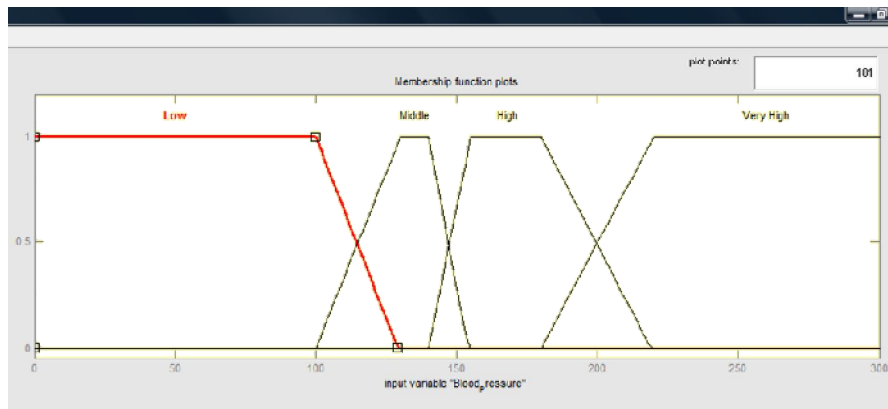 plot points:
181
Membership function plots
Low Middle High Very High
1
0.5
0
0 50 100 150 200 250 300
input variable "Blood_pressure"